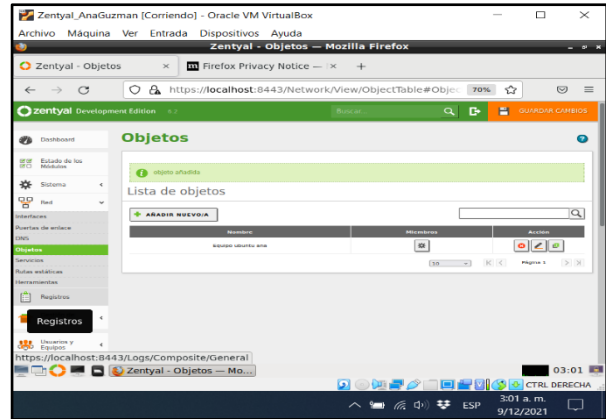 Zentyal_AnaGuzman [Corriendo] - Oracle VM VirtualBox
Archivo Máquina Ver Entrada Dispositivos Ayuda
Zentyal - Objetos — Mozilla Firefox
Zentyal - Objetos
Firefox Privacy Notice —
https://localhost:8443/Network/View/ObjectTable#Objec
70%
zentyal Development Edition 6.2
Buscar...
GUARDAR CAMBIOS
Dashboard
Estado de los Módulos
Sistema
Red
Interfaces
Puertas de enlace
DNS
Objetos
Servicios
Rutas estáticas
Herramientas
Registros
Registros
Usuarios y Equipos
Objetos
objeto añadido
Lista de objetos
AÑADIR NUEVO/A
Nombre Miembros Acción
Equipo ubuntu ana
10
Página 1
https://localhost:8443/Logs/Composite/General
Zentyal - Objetos — Mo...
03:01
CTRL DERECHA
ESP
3:01 a. m.
9/12/2021